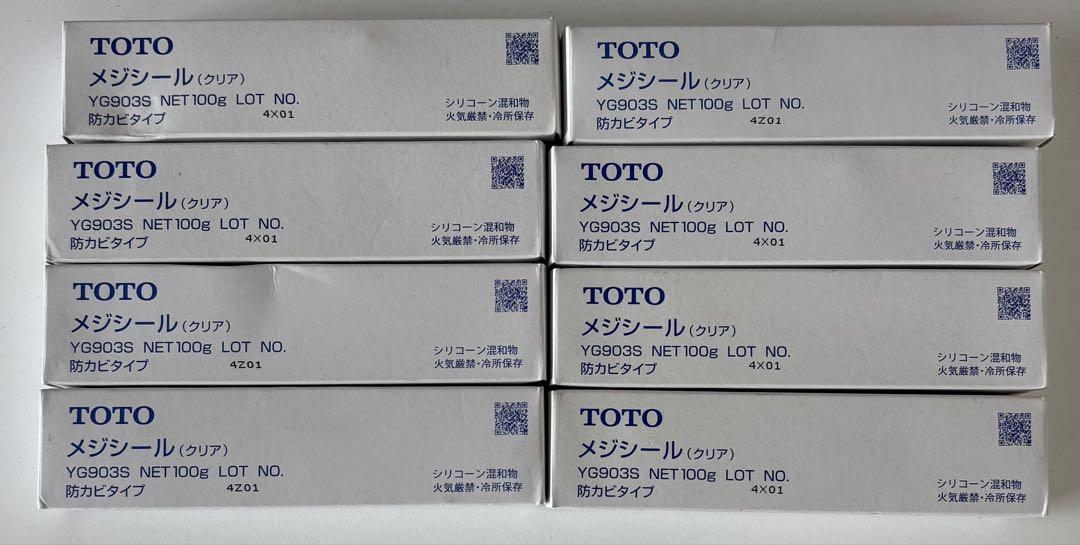 TOTO
メジシール(クリア)
YG903S NET100g LOT NO.
防カビタイプ 4X01
シリコーン混和物
火気厳禁・冷所保存
TOTO
メジシール(クリア)
YG903S NET100g LOT NO.
防カビタイプ 4Z01
シリコーン混和物
火気厳禁・冷所保存
TOTO
メジシール(クリア)
YG903S NET100g LOT NO.
防カビタイプ 4X01
シリコーン混和物
火気厳禁・冷所保存
TOTO
メジシール(クリア)
YG903S NET100g LOT NO.
防カビタイプ 4X01
シリコーン混和物
火気厳禁・冷所保存
TOTO
メジシール(クリア)
YG903S NET100g LOT NO.
防カビタイプ 4Z01
シリコーン混和物
火気厳禁・冷所保存
TOTO
メジシール(クリア)
YG903S NET100g LOT NO.
防カビタイプ 4X01
シリコーン混和物
火気厳禁・冷所保存
TOTO
メジシール(クリア)
YG903S NET100g LOT NO.
防カビタイプ 4Z01
シリコーン混和物
火気厳禁・冷所保存
TOTO
メジシール(クリア)
YG903S NET100g LOT NO.
防カビタイプ 4X01
シリコーン混和物
火気厳禁・冷所保存